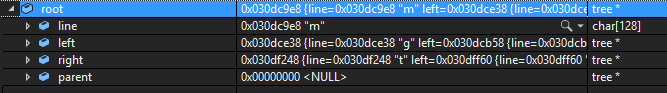 root 0x030dc9e8 {line=0x030dc9e8 "m" left=0x030dce38 {line=0x030dce tree *
line 0x030dc9e8 "m" char[128]
left 0x030dce38 {line=0x030dce38 "g" left=0x030dcb58 {line=0x030dcb tree *
right 0x030df248 {line=0x030df248 "t" left=0x030dff60 {line=0x030dff60 ' tree *
parent 0x00000000 <NULL> tree *